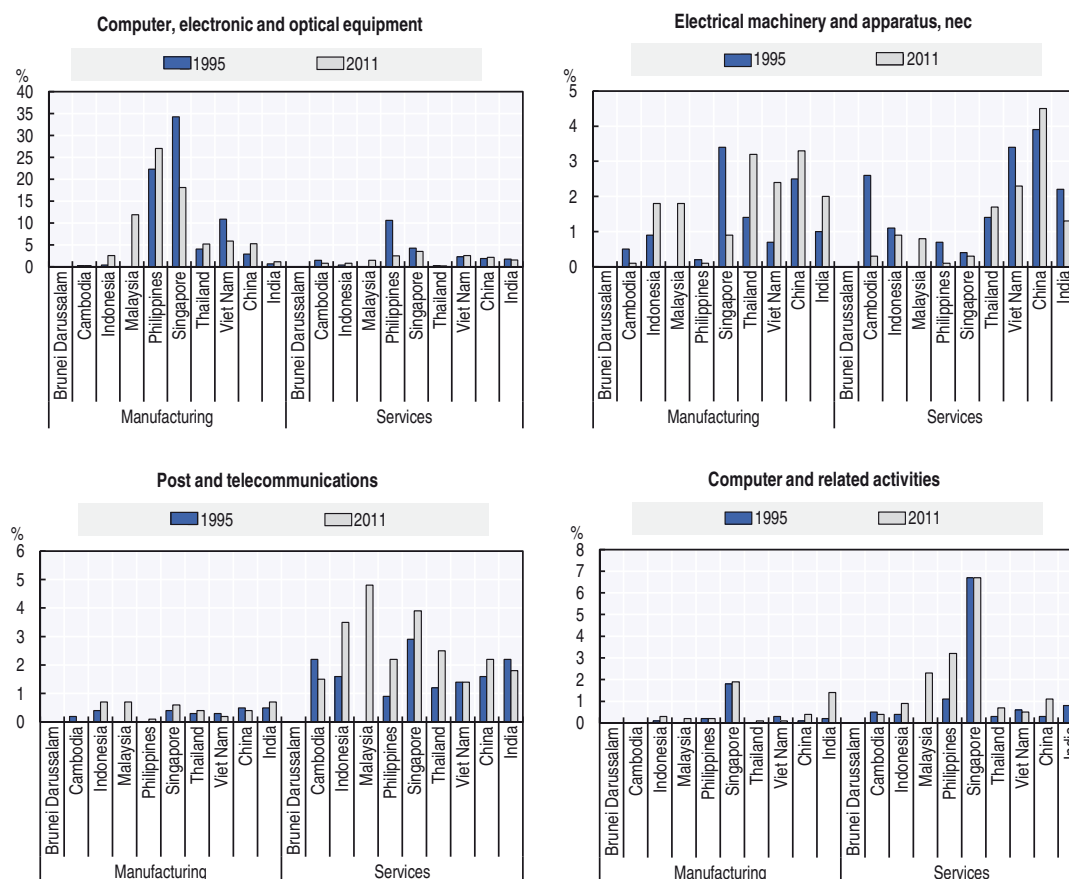 Computer, electronic and optical equipment
1995 2011
%
40
35
30
25
20
15
10
5
0
Brunei Darussalam
Cambodia
Indonesia
Malaysia
Philippines
Singapore
Thailand
Viet Nam
China
India
Brunei Darussalam
Cambodia
Indonesia
Malaysia
Philippines
Singapore
Thailand
Viet Nam
China
India
Manufacturing Services
Electrical machinery and apparatus, nec
1995 2011
%
5
4
3
2
1
0
Brunei Darussalam
Cambodia
Indonesia
Malaysia
Philippines
Singapore
Thailand
Viet Nam
China
India
Brunei Darussalam
Cambodia
Indonesia
Malaysia
Philippines
Singapore
Thailand
Viet Nam
China
India
Manufacturing Services
Post and telecommunications
1995 2011
%
6
5
4
3
2
1
0
Brunei Darussalam
Cambodia
Indonesia
Malaysia
Philippines
Singapore
Thailand
Viet Nam
China
India
Brunei Darussalam
Cambodia
Indonesia
Malaysia
Philippines
Singapore
Thailand
Viet Nam
China
India
Manufacturing Services
Computer and related activities
1995 2011
%
8
7
6
5
4
3
2
1
0
Brunei Darussalam
Cambodia
Indonesia
Malaysia
Philippines
Singapore
Thailand
Viet Nam
China
India
Brunei Darussalam
Cambodia
Indonesia
Malaysia
Philippines
Singapore
Thailand
Viet Nam
China
India
Manufacturing Services